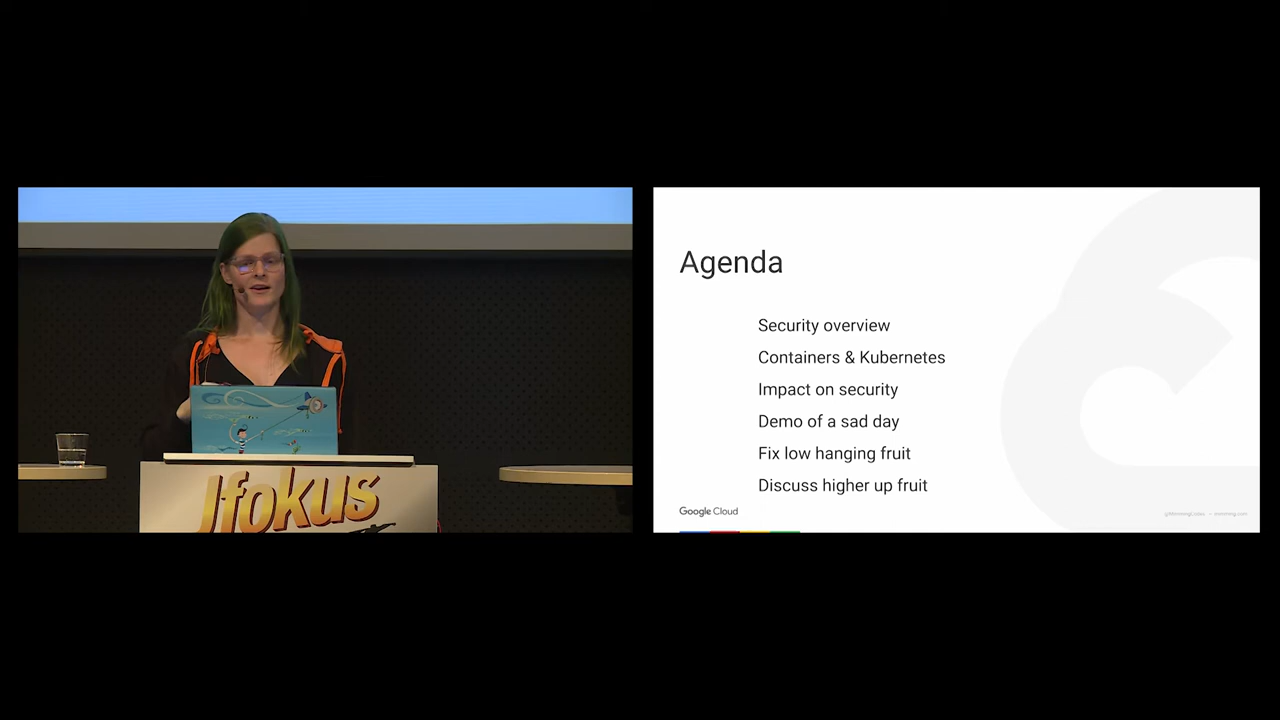 Jfokus
Agenda
Security overview
Containers & Kubernetes
Impact on security
Demo of a sad day
Fix low hanging fruit
Discuss higher up fruit
Google Cloud